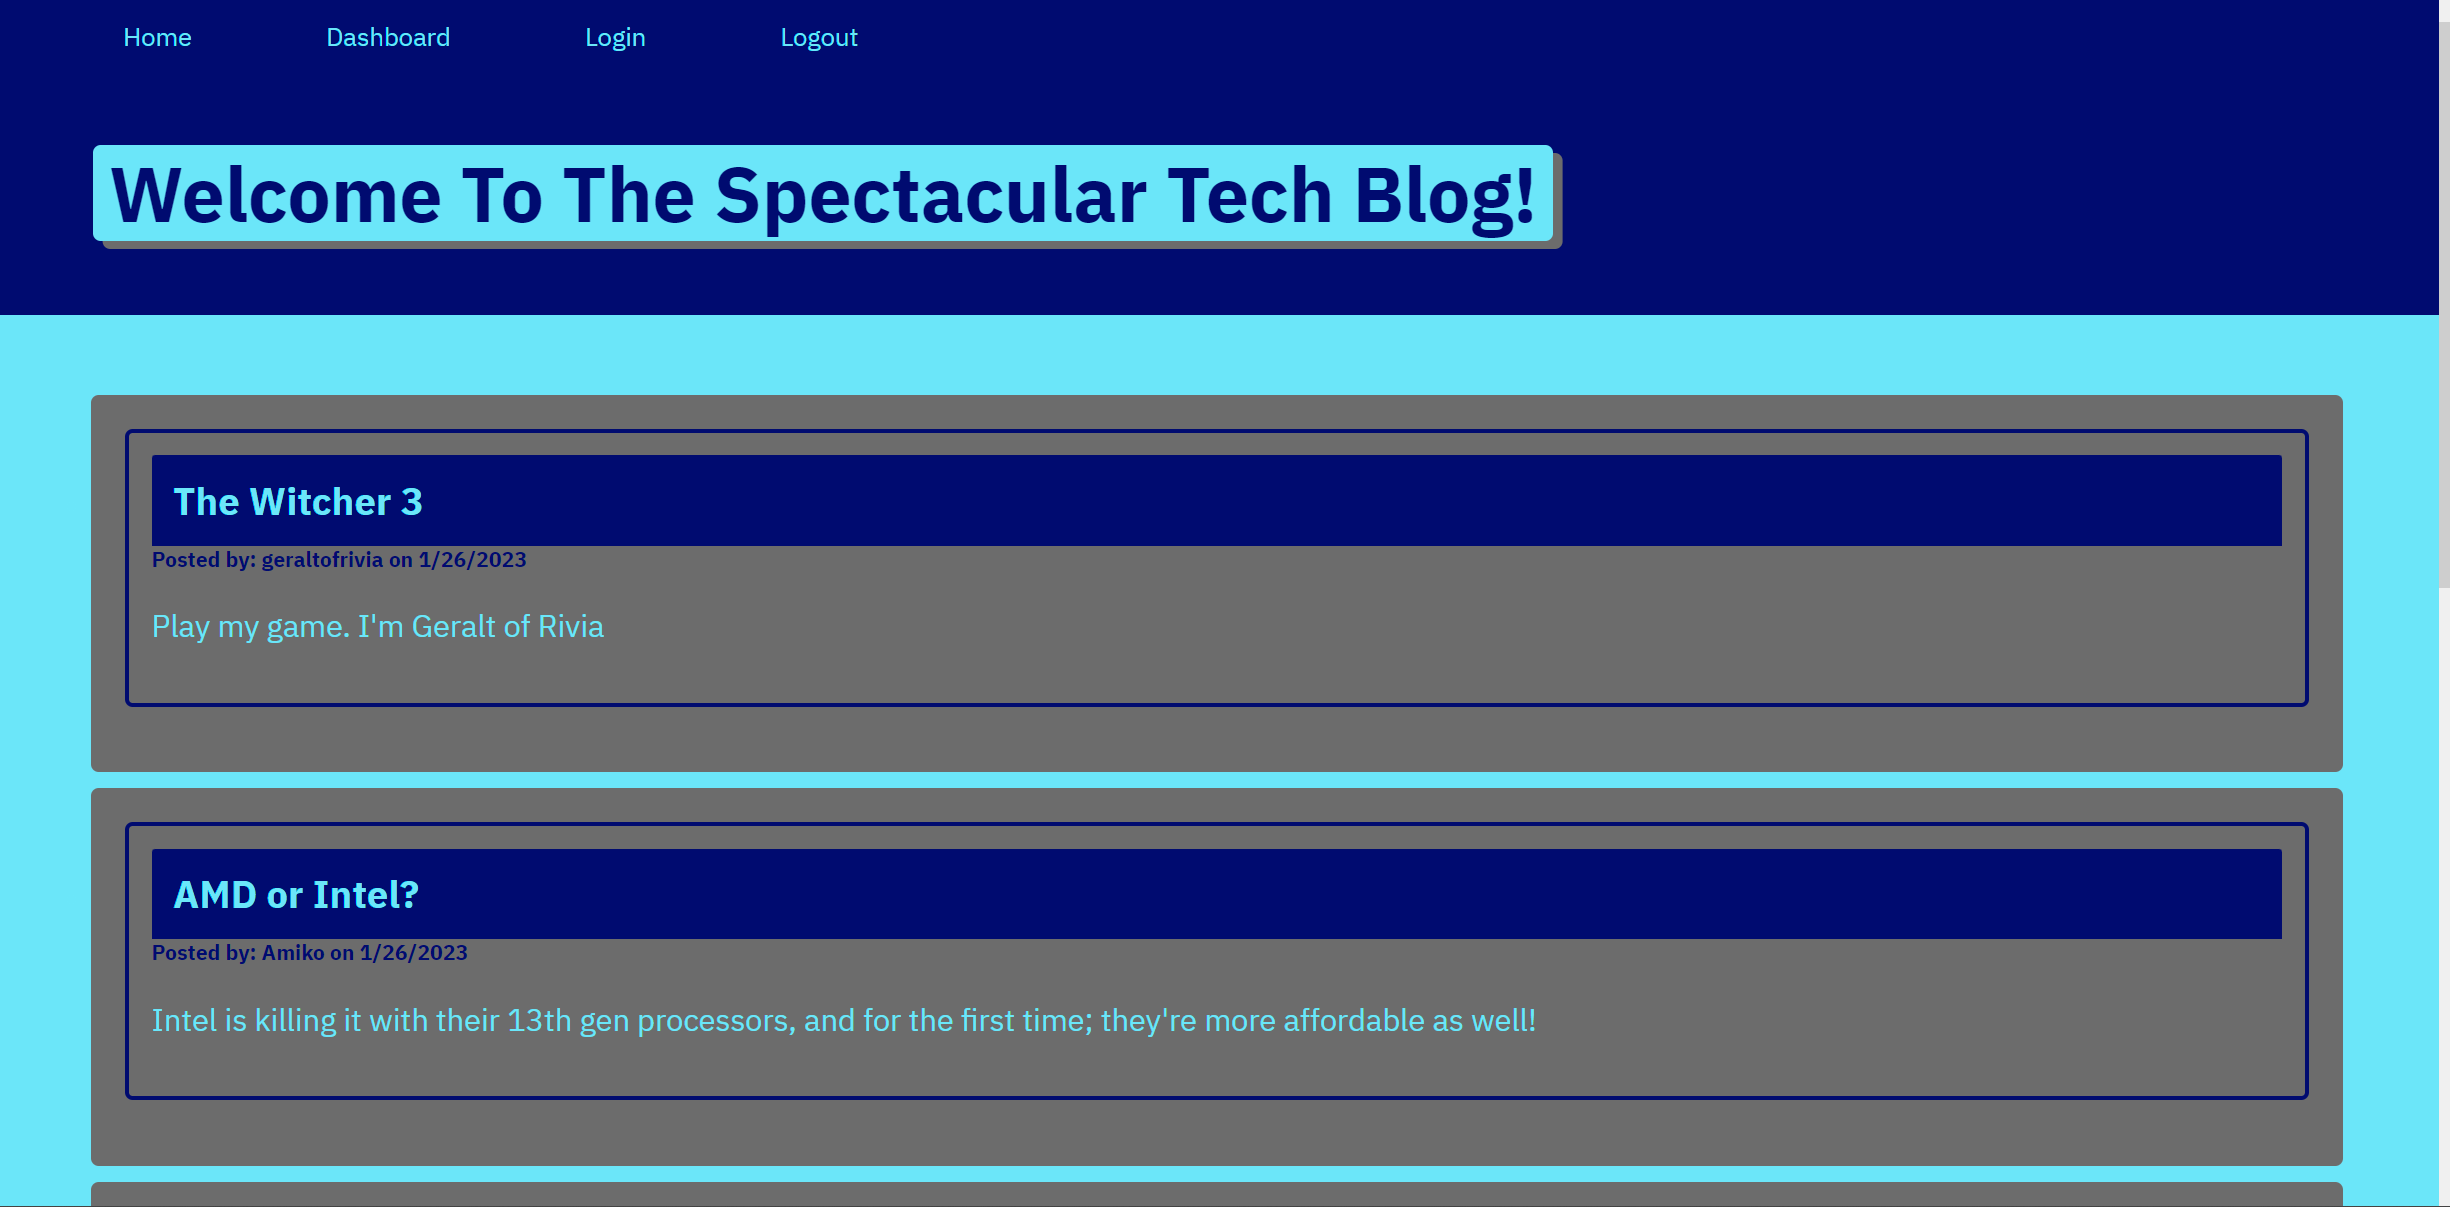 Home Dashboard Login Logout
Welcome To The Spectacular Tech Blog!
The Witcher 3
Posted by: geraltofrivia on 1/26/2023
Play my game. I'm Geralt of Rivia
AMD or Intel?
Posted by: Amiko on 1/26/2023
Intel is killing it with their 13th gen processors, and for the first time; they're more affordable as well!